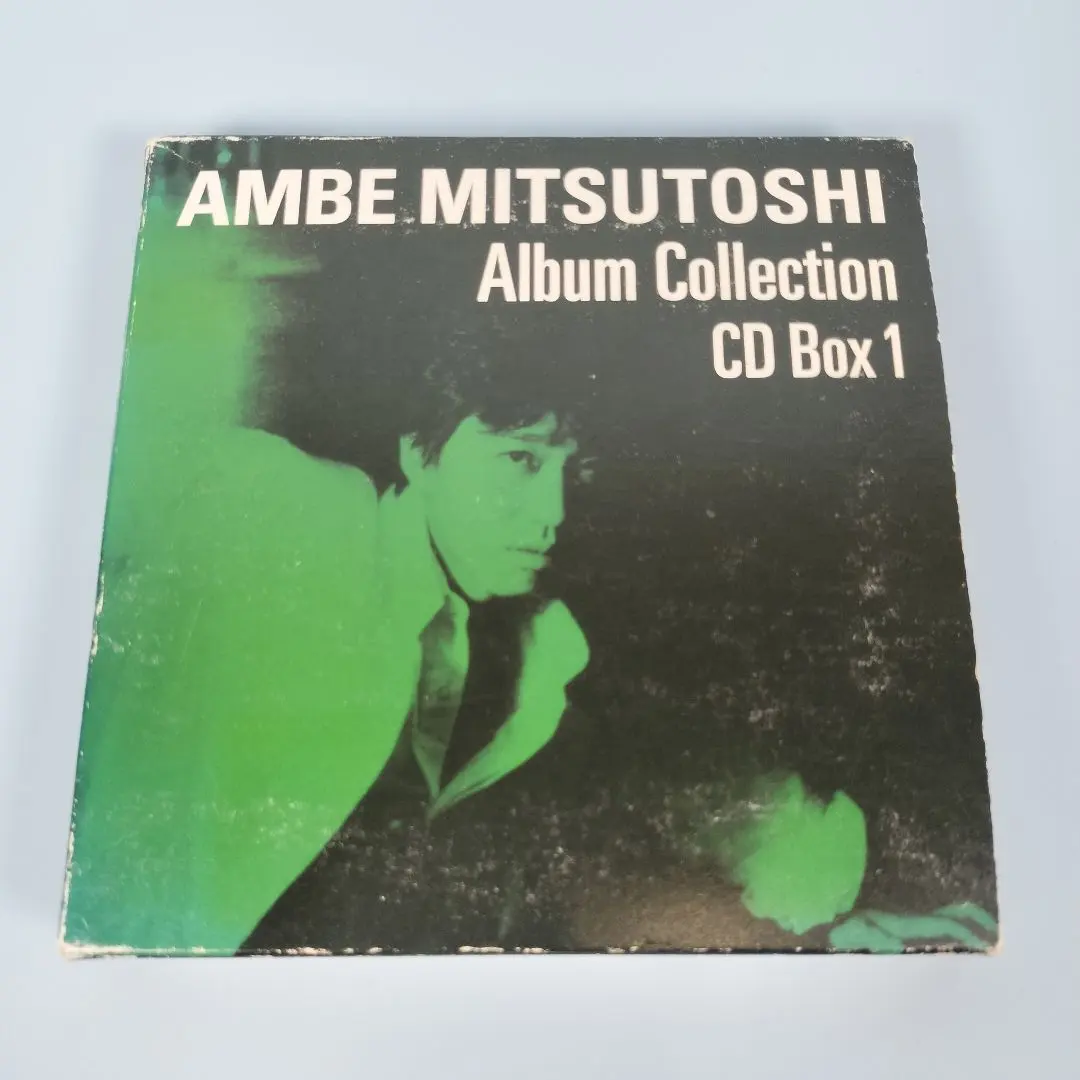 AMBE MITSUTOSHI
Album Collection
CD Box 1